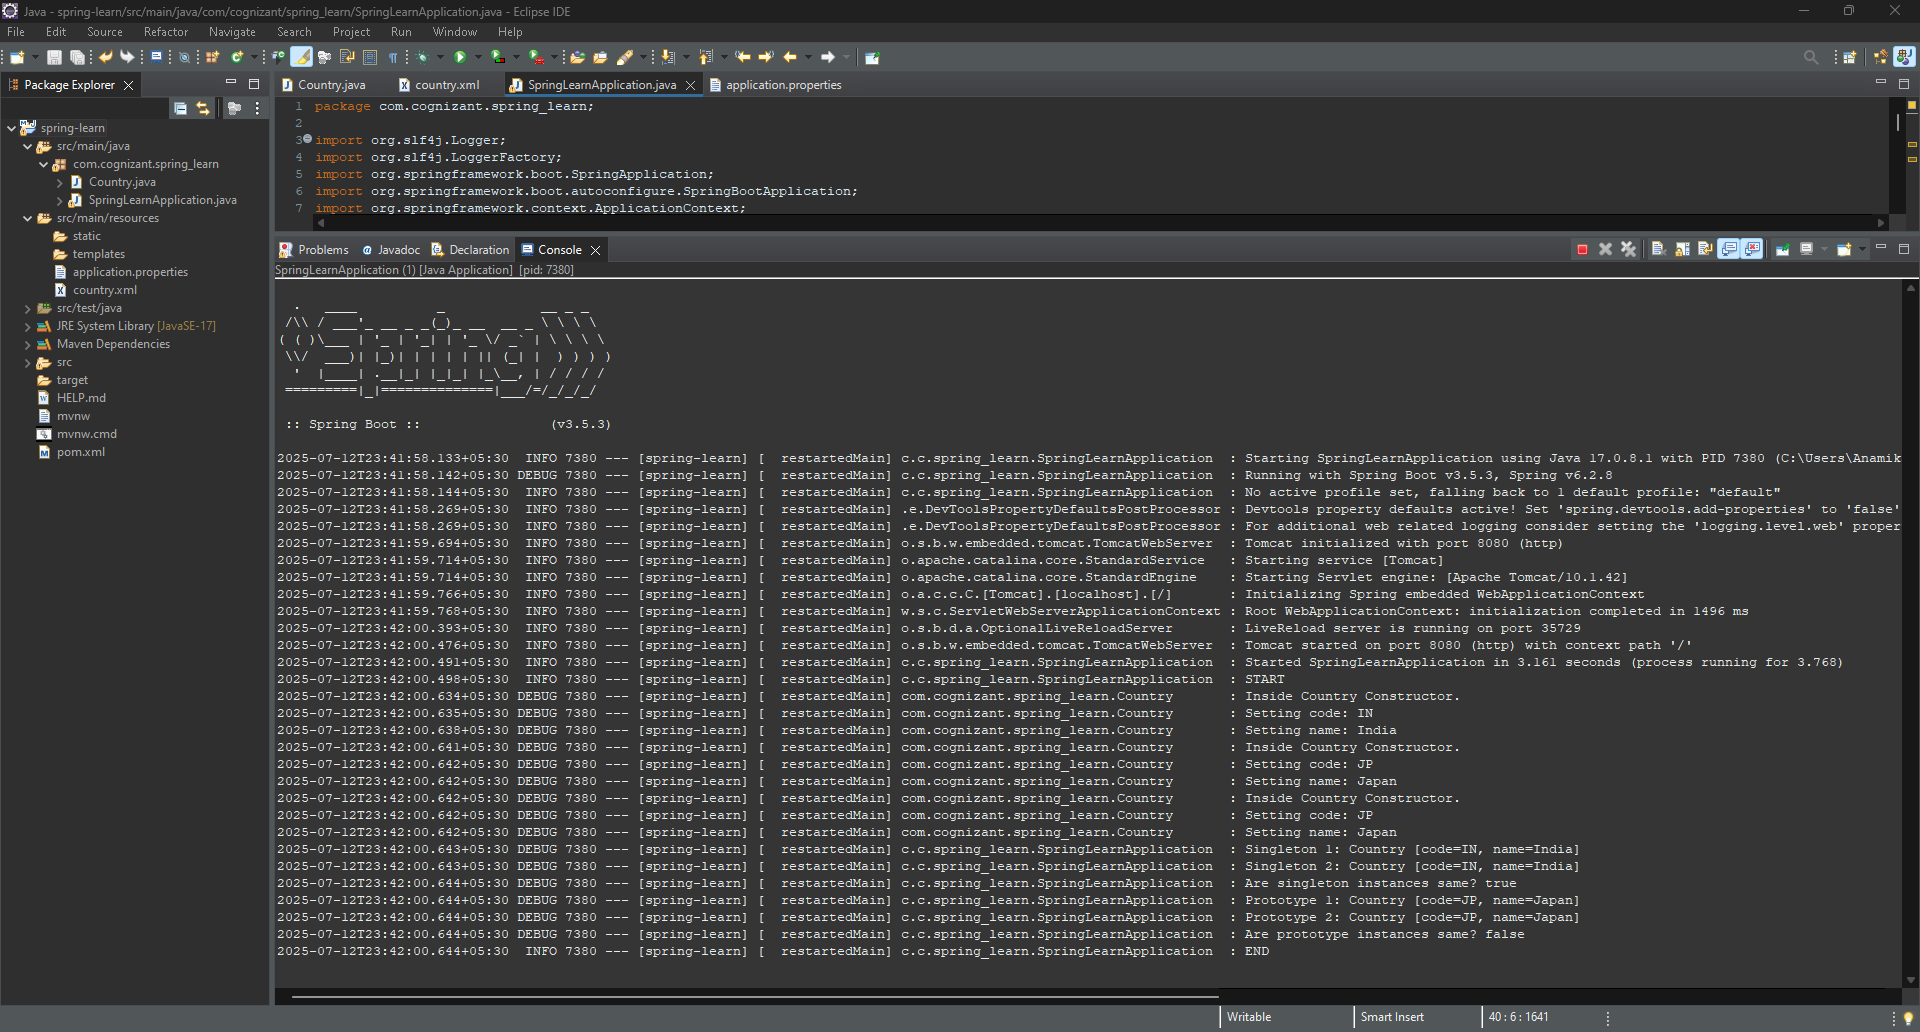 Java - spring-learn/src/main/java/com/cognizant/spring_learn/SpringLearnApplication.java - Eclipse IDE
File Edit Source Refactor Navigate Search Project Run Window Help
Package Explorer
spring-learn
src/main/java
com.cognizant.spring_learn
Country.java
SpringLearnApplication.java
src/main/resources
static
templates
application.properties
country.xml
src/test/java
JRE System Library [JavaSE-17]
Maven Dependencies
src
target
HELP.md
mvnw
mvnw.cmd
pom.xml
Country.java country.xml SpringLearnApplication.java application.properties
1 package com.cognizant.spring_learn;
2
3 import org.slf4j.Logger;
4 import org.slf4j.LoggerFactory;
5 import org.springframework.boot.SpringApplication;
6 import org.springframework.boot.autoconfigure.SpringBootApplication;
7 import org.springframework.context.ApplicationContext;
Problems Javadoc Declaration Console
SpringLearnApplication (1) [Java Application] [pid: 7380]
Spring
:: Spring Boot :: (v3.5.3)
2025-07-12T23:41:58.133+05:30 INFO 7380 --- [spring-learn] [ restartedMain] c.c.spring_learn.SpringLearnApplication : Starting SpringLearnApplication using Java 17.0.8.1 with PID 7380 (C:\Users\Anamik
2025-07-12T23:41:58.142+05:30 DEBUG 7380 --- [spring-learn] [ restartedMain] c.c.spring_learn.SpringLearnApplication : Running with Spring Boot v3.5.3, Spring v6.2.8
2025-07-12T23:41:58.144+05:30 INFO 7380 --- [spring-learn] [ restartedMain] c.c.spring_learn.SpringLearnApplication : No active profile set, falling back to 1 default profile: "default"
2025-07-12T23:41:58.269+05:30 INFO 7380 --- [spring-learn] [ restartedMain] .e.DevToolsPropertyDefaultsPostProcessor : Devtools property defaults active! Set 'spring.devtools.add-properties' to 'false'
2025-07-12T23:41:58.269+05:30 INFO 7380 --- [spring-learn] [ restartedMain] .e.DevToolsPropertyDefaultsPostProcessor : For additional web related logging consider setting the 'logging.level.web' proper
2025-07-12T23:41:59.694+05:30 INFO 7380 --- [spring-learn] [ restartedMain] o.s.b.w.embedded.tomcat.TomcatWebServer : Tomcat initialized with port 8080 (http)
2025-07-12T23:41:59.714+05:30 INFO 7380 --- [spring-learn] [ restartedMain] o.apache.catalina.core.StandardService : Starting service [Tomcat]
2025-07-12T23:41:59.714+05:30 INFO 7380 --- [spring-learn] [ restartedMain] o.apache.catalina.core.StandardEngine : Starting Servlet engine: [Apache Tomcat/10.1.42]
2025-07-12T23:41:59.766+05:30 INFO 7380 --- [spring-learn] [ restartedMain] o.a.c.c.C.[Tomcat].[localhost].[/] : Initializing Spring embedded WebApplicationContext
2025-07-12T23:41:59.768+05:30 INFO 7380 --- [spring-learn] [ restartedMain] w.s.c.ServletWebServerApplicationContext : Root WebApplicationContext: initialization completed in 1496 ms
2025-07-12T23:42:00.393+05:30 INFO 7380 --- [spring-learn] [ restartedMain] o.s.b.d.a.OptionalLiveReloadServer : LiveReload server is running on port 35729
2025-07-12T23:42:00.476+05:30 INFO 7380 --- [spring-learn] [ restartedMain] o.s.b.w.embedded.tomcat.TomcatWebServer : Tomcat started on port 8080 (http) with context path '/'
2025-07-12T23:42:00.491+05:30 INFO 7380 --- [spring-learn] [ restartedMain] c.c.spring_learn.SpringLearnApplication : Started SpringLearnApplication in 3.161 seconds (process running for 3.768)
2025-07-12T23:42:00.498+05:30 INFO 7380 --- [spring-learn] [ restartedMain] c.c.spring_learn.SpringLearnApplication : START
2025-07-12T23:42:00.634+05:30 DEBUG 7380 --- [spring-learn] [ restartedMain] com.cognizant.spring_learn.Country : Inside Country Constructor.
2025-07-12T23:42:00.635+05:30 DEBUG 7380 --- [spring-learn] [ restartedMain] com.cognizant.spring_learn.Country : Setting code: IN
2025-07-12T23:42:00.638+05:30 DEBUG 7380 --- [spring-learn] [ restartedMain] com.cognizant.spring_learn.Country : Setting name: India
2025-07-12T23:42:00.641+05:30 DEBUG 7380 --- [spring-learn] [ restartedMain] com.cognizant.spring_learn.Country : Inside Country Constructor.
2025-07-12T23:42:00.642+05:30 DEBUG 7380 --- [spring-learn] [ restartedMain] com.cognizant.spring_learn.Country : Setting code: JP
2025-07-12T23:42:00.642+05:30 DEBUG 7380 --- [spring-learn] [ restartedMain] com.cognizant.spring_learn.Country : Setting name: Japan
2025-07-12T23:42:00.642+05:30 DEBUG 7380 --- [spring-learn] [ restartedMain] com.cognizant.spring_learn.Country : Inside Country Constructor.
2025-07-12T23:42:00.642+05:30 DEBUG 7380 --- [spring-learn] [ restartedMain] com.cognizant.spring_learn.Country : Setting code: JP
2025-07-12T23:42:00.642+05:30 DEBUG 7380 --- [spring-learn] [ restartedMain] com.cognizant.spring_learn.Country : Setting name: Japan
2025-07-12T23:42:00.643+05:30 DEBUG 7380 --- [spring-learn] [ restartedMain] c.c.spring_learn.SpringLearnApplication : Singleton 1: Country [code=IN, name=India]
2025-07-12T23:42:00.643+05:30 DEBUG 7380 --- [spring-learn] [ restartedMain] c.c.spring_learn.SpringLearnApplication : Singleton 2: Country [code=IN, name=India]
2025-07-12T23:42:00.644+05:30 DEBUG 7380 --- [spring-learn] [ restartedMain] c.c.spring_learn.SpringLearnApplication : Are singleton instances same? true
2025-07-12T23:42:00.644+05:30 DEBUG 7380 --- [spring-learn] [ restartedMain] c.c.spring_learn.SpringLearnApplication : Prototype 1: Country [code=JP, name=Japan]
2025-07-12T23:42:00.644+05:30 DEBUG 7380 --- [spring-learn] [ restartedMain] c.c.spring_learn.SpringLearnApplication : Prototype 2: Country [code=JP, name=Japan]
2025-07-12T23:42:00.644+05:30 DEBUG 7380 --- [spring-learn] [ restartedMain] c.c.spring_learn.SpringLearnApplication : Are prototype instances same? false
2025-07-12T23:42:00.644+05:30 INFO 7380 --- [spring-learn] [ restartedMain] c.c.spring_learn.SpringLearnApplication : END
Writable Smart Insert 40 : 6 : 1641